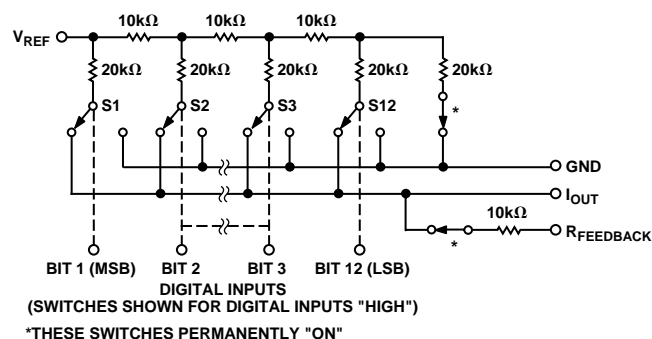 10kΩ 10kΩ 10kΩ
VREF
20kΩ 20kΩ 20kΩ 20kΩ 20kΩ
S1 S2 S3 S12 *
GND
IOUT
10kΩ
RFEEDBACK
*
BIT 1 (MSB) BIT 2 BIT 3 BIT 12 (LSB)
DIGITAL INPUTS
(SWITCHES SHOWN FOR DIGITAL INPUTS "HIGH")
*THESE SWITCHES PERMANENTLY "ON"